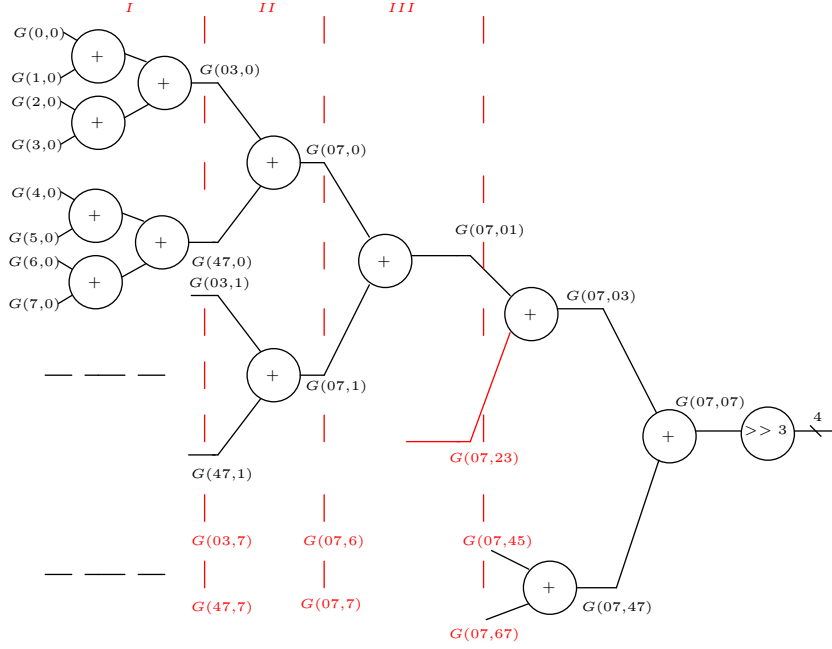 I II III
G(0,0)
+
G(03,0)
+
G(1,0)
G(2,0)
+
G(3,0)
+
G(07,0)
G(4,0)
+
G(5,0)
+
G(07,01)
G(47,0)
+
G(6,0)
+
G(03,1)
G(7,0)
G(07,03)
+
+
G(07,1)
G(07,07)
4
+
>> 3
G(07,23)
G(47,1)
G(03,7) G(07,6) G(07,45)
+
G(47,7) G(07,7) G(07,47)
G(07,67)